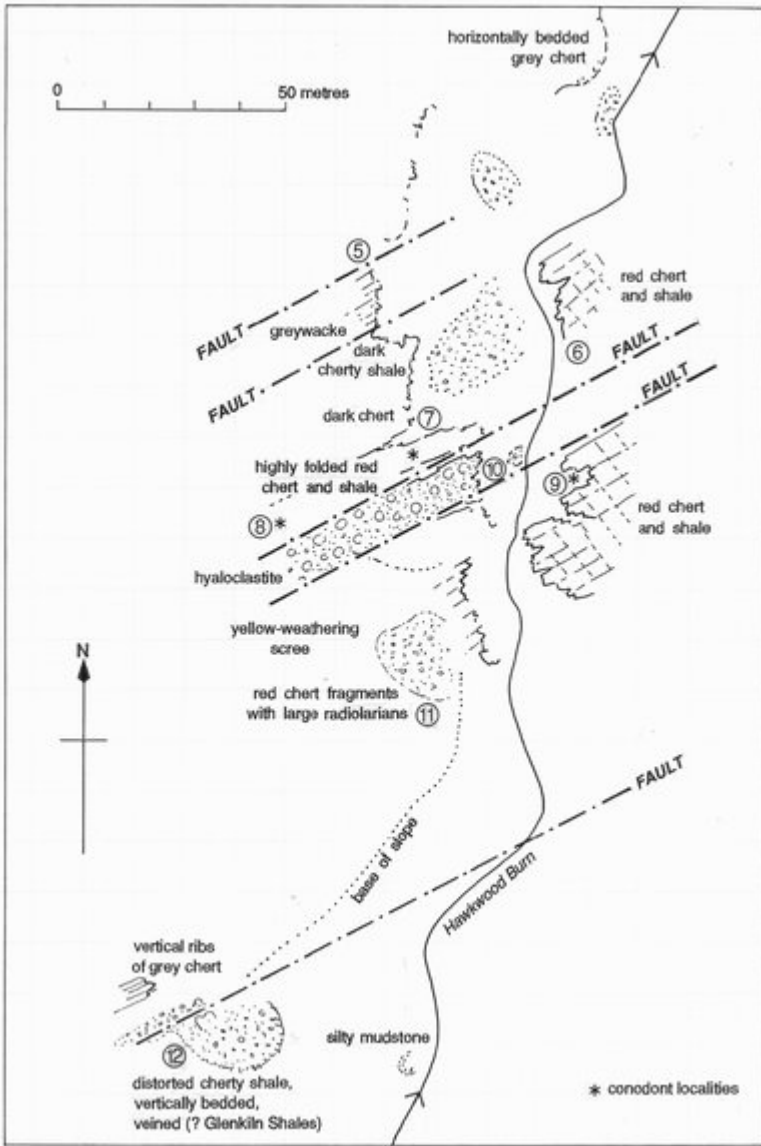 horizontally bedded
grey chert
0
50 metres
⑤
red chert
and shale
greywacke
FAULT
dark
cherty shale
⑥
FAULT
FAULT
FAULT
dark chert
⑦
highly folded red
chert and shale
⑩
⑨*
*
red chert
and shale
⑧*
hyaloclastite
yellow-weathering
scree
N
red chert fragments
with large radiolarians
⑪
FAULT
base of slope
Hawkwood Burn
vertical ribs
of grey chert
silty mudstone
⑫
distorted cherty shale,
vertically bedded,
veined (? Glenkiln Shales)
* conodont localities